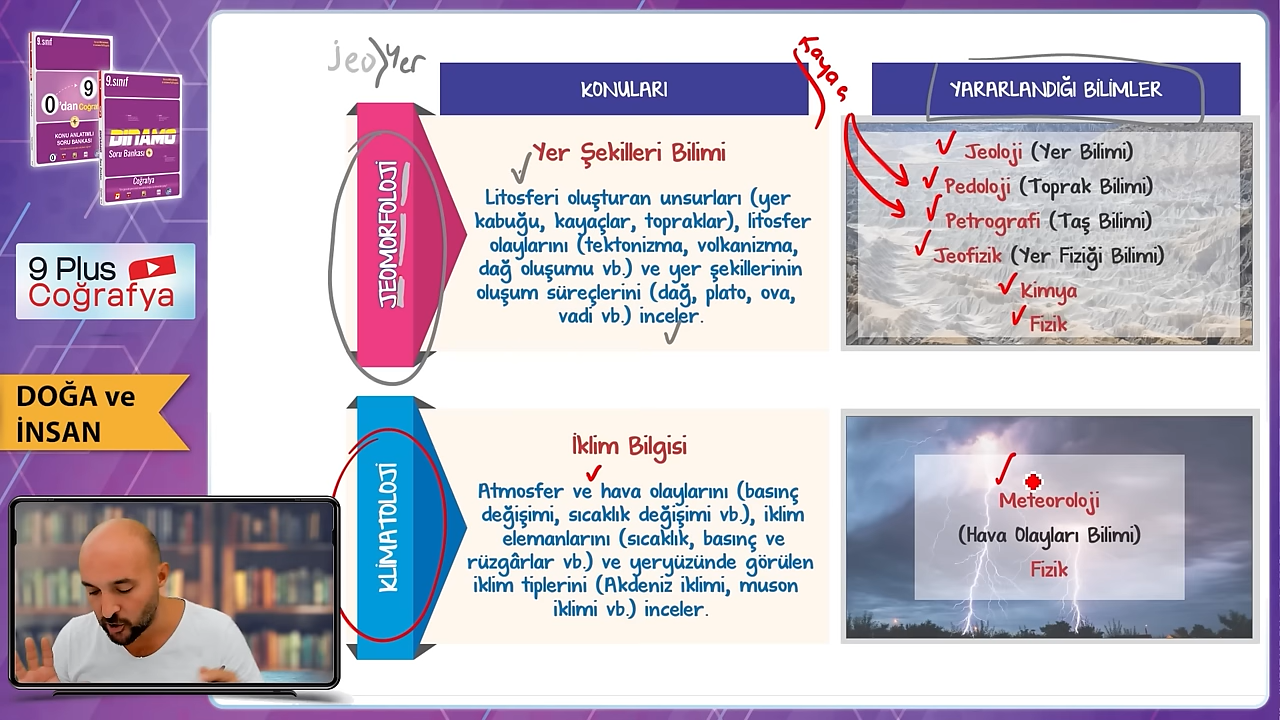 9.sınıf
0'dan Coğra
9
KONU ANLATIMLI
SORU BANKASI
9.sınıf
DİNAMO
Soru Bankası
Coğrafya
9 Plus
Coğrafya
DOĞA ve
İNSAN
jeo Yer
Kayaç
KONULARI
YARARLANDIĞI BİLİMLER
JEOMORFOLOJİ
Yer Şekilleri Bilimi
Litosferi oluşturan unsurları (yer
kabuğu, kayaçlar, topraklar), litosfer
olaylarını (tektonizma, volkanizma,
dağ oluşumu vb.) ve yer şekillerinin
oluşum süreçlerini (dağ, plato, ova,
vadi vb.) inceler.
Jeoloji (Yer Bilimi)
Pedoloji (Toprak Bilimi)
Petrografi (Taş Bilimi)
Jeofizik (Yer Fiziği Bilimi)
Kimya
Fizik
KLİMATOLOJİ
İklim Bilgisi
Atmosfer ve hava olaylarını (basınç
değişimi, sıcaklık değişimi vb.), iklim
elemanlarını (sıcaklık, basınç ve
rüzgârlar vb.) ve yeryüzünde görülen
iklim tiplerini (Akdeniz iklimi, muson
iklimi vb.) inceler.
Meteoroloji
(Hava Olayları Bilimi)
Fizik